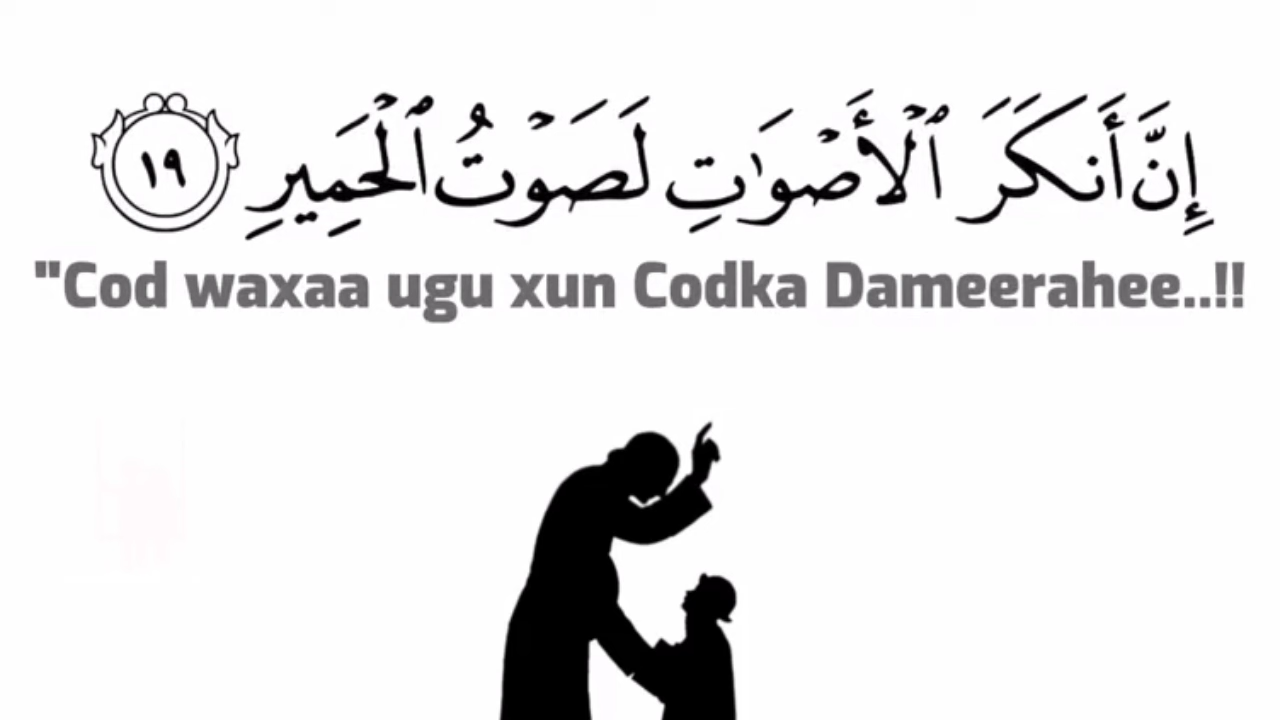 إِنَّ أَنكَرَ ٱلْأَصْوَٰتِ لَصَوْتُ ٱلْحَمِيرِ ١٩
"Cod waxaa ugu xun Codka Dameerahee..!!